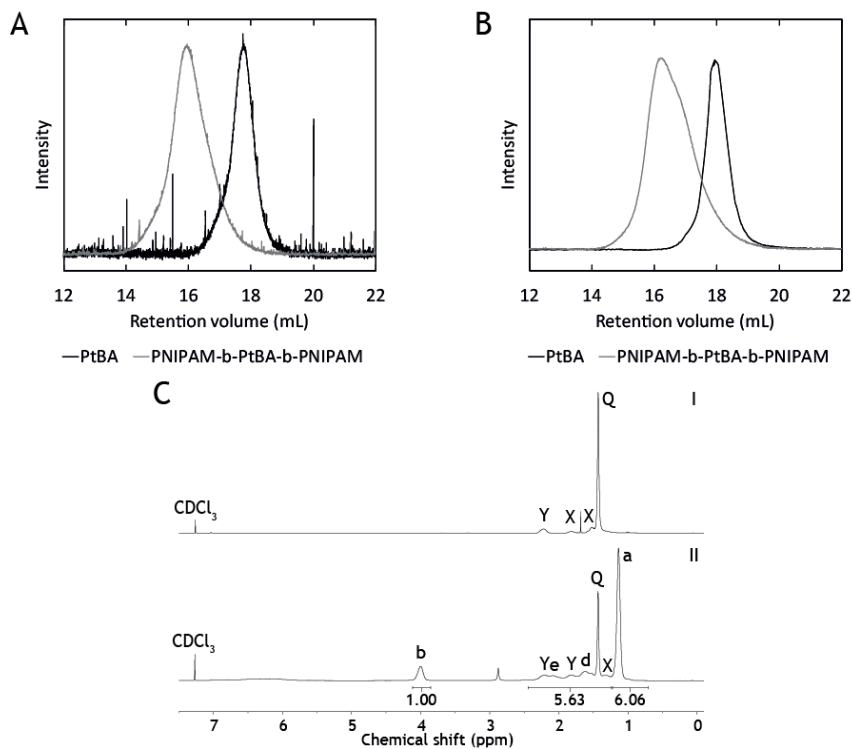 A
Intensity
12 14 16 18 20 22
Retention volume (mL)
PtBA PNIPAM-b-PtBA-b-PNIPAM
B
Intensity
12 14 16 18 20 22
Retention volume (mL)
PtBA PNIPAM-b-PtBA-b-PNIPAM
C
Q I
CDCl₃
Y X X
a II
Q
CDCl₃
b
Ye Y d X
1.00 5.63 6.06
7 6 5 4 3 2 1 0
Chemical shift (ppm)